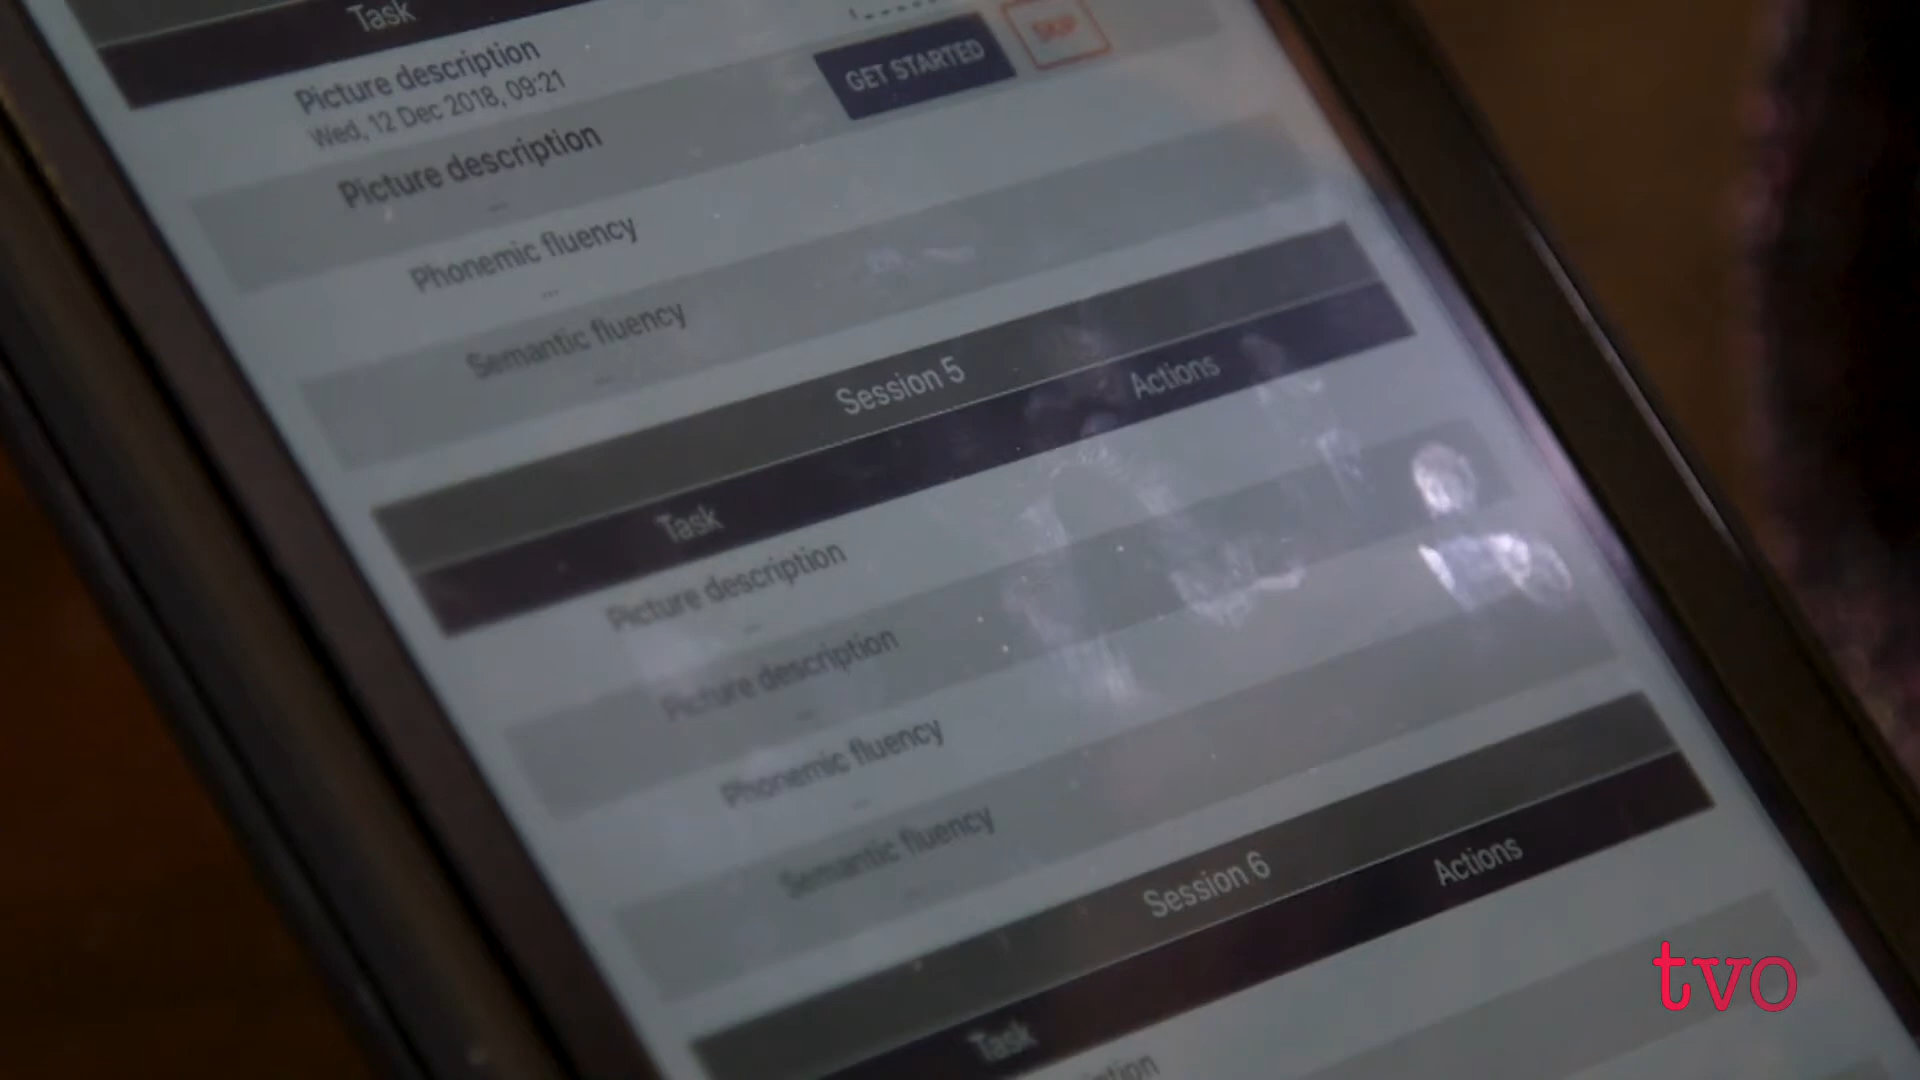 Task
Picture description
Wed, 12 Dec 2018, 09:21
Picture description
GET STARTED
SKIP
...
Phonemic fluency
...
Semantic fluency
...
Session 5
Task
Actions
Picture description
...
Picture description
...
Phonemic fluency
...
Semantic fluency
...
Session 6
Task
Actions
tvo